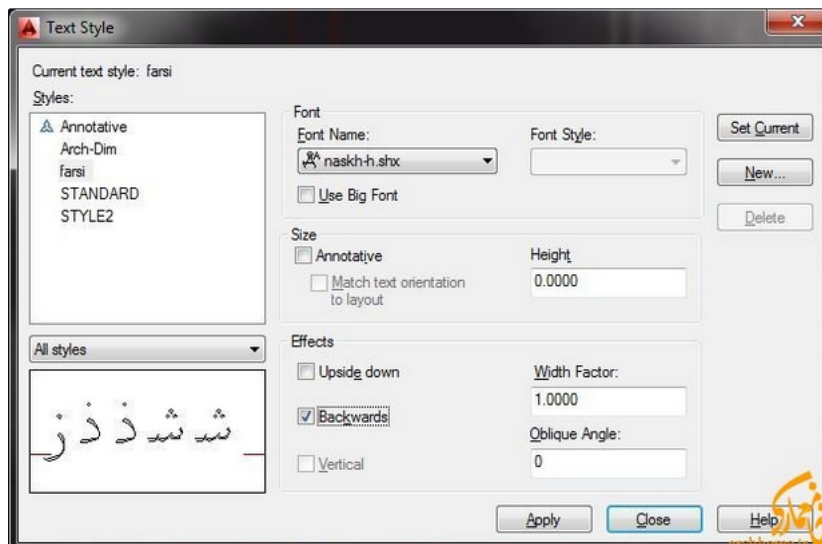 Text Style
Current text style: farsi
Styles:
Annotative
Arch-Dim
farsi
STANDARD
STYLE2
All styles
ش ش ذ ذ ز
Font
Font Name:
naskh-h.shx
Use Big Font
Font Style:
Size
Annotative
Match text orientation
to layout
Height
0.0000
Effects
Upside down
Backwards
Vertical
Width Factor:
1.0000
Oblique Angle:
0
Set Current
New...
Delete
Apply
Close
Help